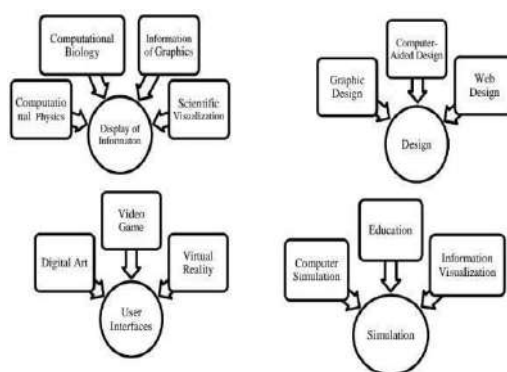 Computational
Biology
Information
of Graphics
Computatio
nal Physics
Scientific
Visualization
Display of
Informaton
Computer-
Aided Design
Graphic
Design
Web
Design
Design
Video
Game
Digital Art
Virtual
Reality
User
Interfaces
Education
Computer
Simulation
Information
Visualization
Simulation